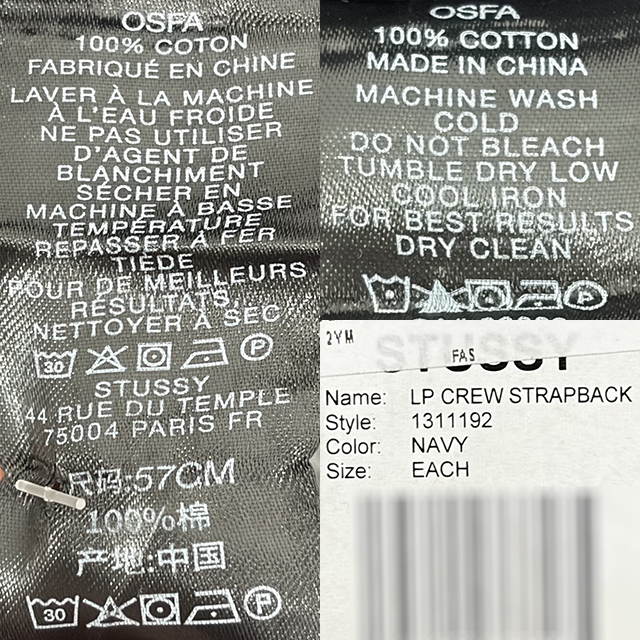 OSFA
100% COTON
FABRIQUÉ EN CHINE
LAVER À LA MACHINE
À L'EAU FROIDE
NE PAS UTILISER
D'AGENT DE
BLANCHIMENT
SÉCHER EN
MACHINE À BASSE
TEMPÉRATURE
REPASSER À FER
TIÈDE
POUR DE MEILLEURS
RÉSULTATS,
NETTOYER À SEC
30 P
STUSSY
44 RUE DU TEMPLE
75004 PARIS FR
尺码:57CM
100%棉
产地:中国
30 P
OSFA
100% COTTON
MADE IN CHINA
MACHINE WASH
COLD
DO NOT BLEACH
TUMBLE DRY LOW
COOL IRON
FOR BEST RESULTS
DRY CLEAN
P
2YM
FAS
STUSSY
Name: LP CREW STRAPBACK
Style: 1311192
Color: NAVY
Size: EACH